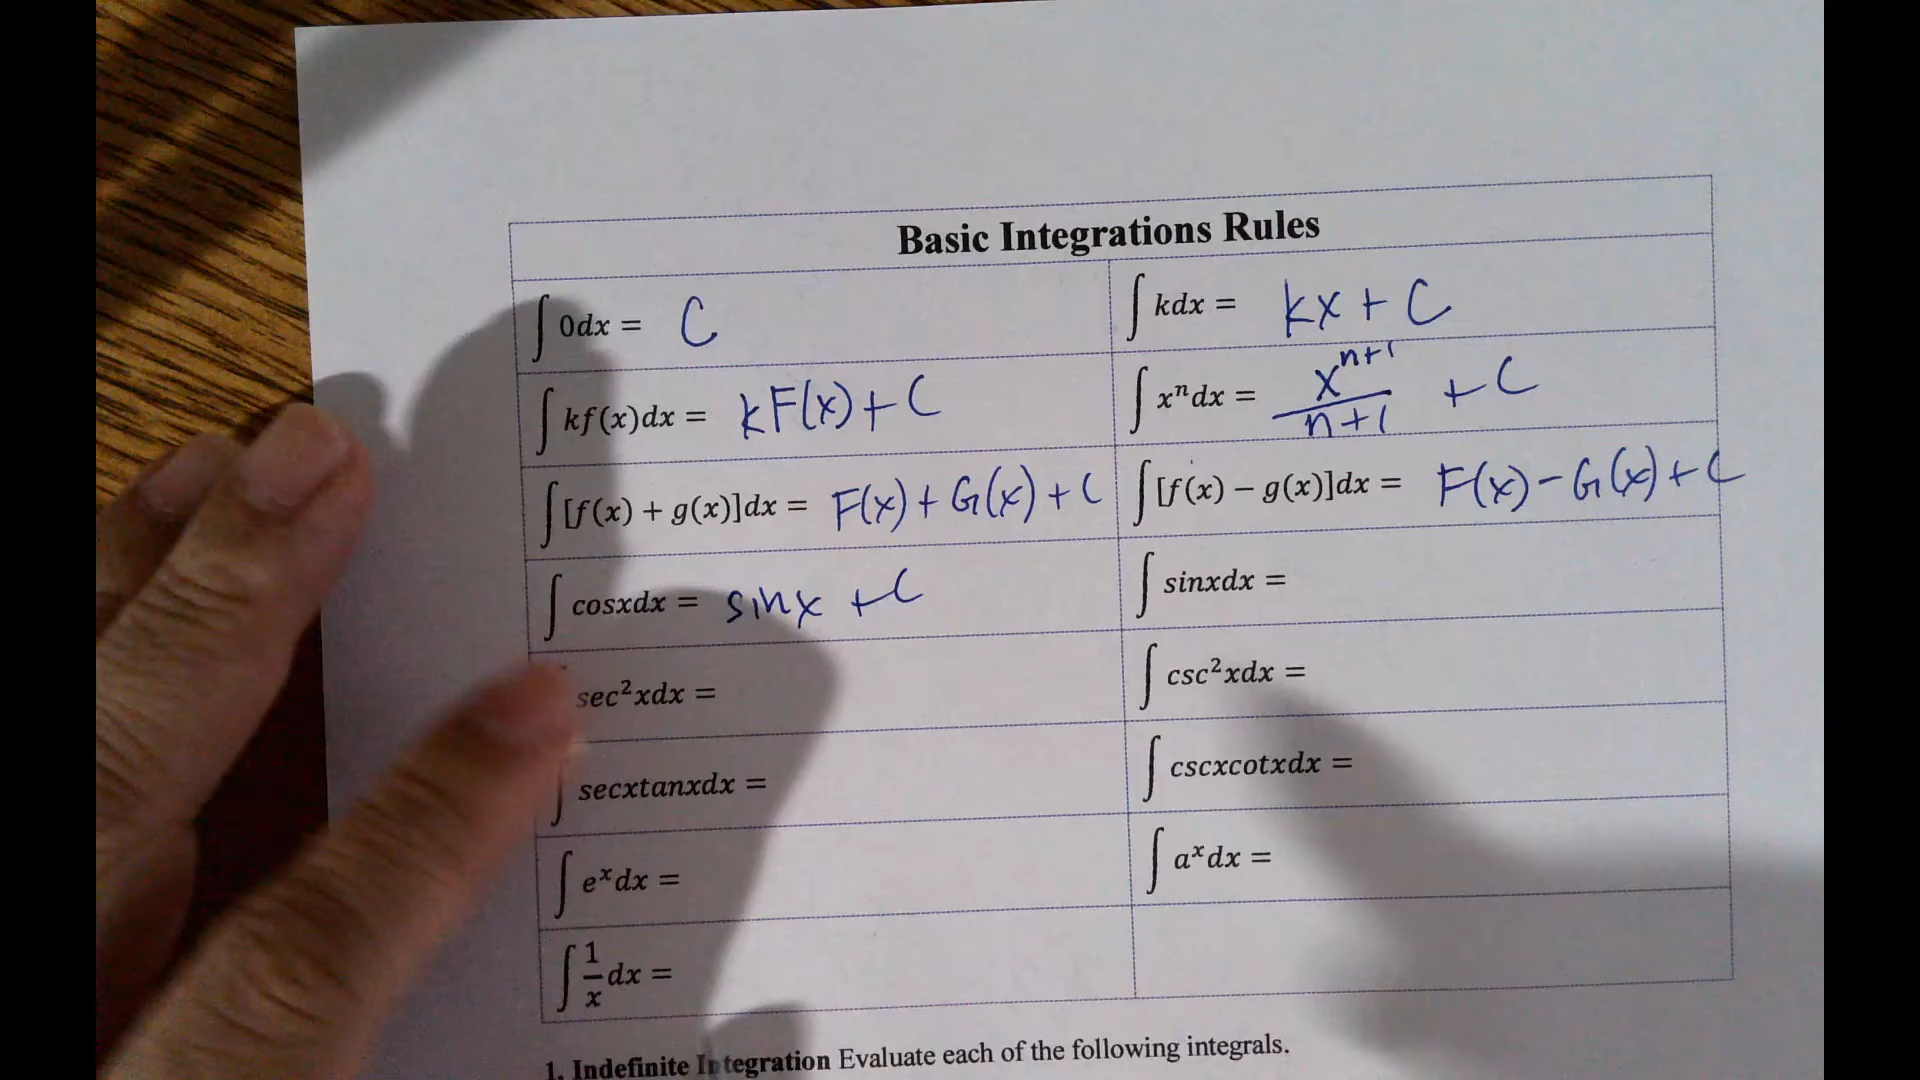 Basic Integrations Rules
∫ 0dx = C
∫ kdx = kx + C
∫ kf(x)dx = kF(x) + C
∫ xⁿdx = xⁿ⁺¹/n+1 + C
∫ [f(x) + g(x)]dx = F(x) + G(x) + C
∫ [f(x) − g(x)]dx = F(x) − G(x) + C
∫ cosxdx = sinx + C
∫ sinxdx =
sec²xdx =
∫ csc²xdx =
∫ secxtanxdx =
∫ cscxcotxdx =
∫ eˣdx =
∫ aˣdx =
∫ 1/x dx =
1. Indefinite Integration Evaluate each of the following integrals.